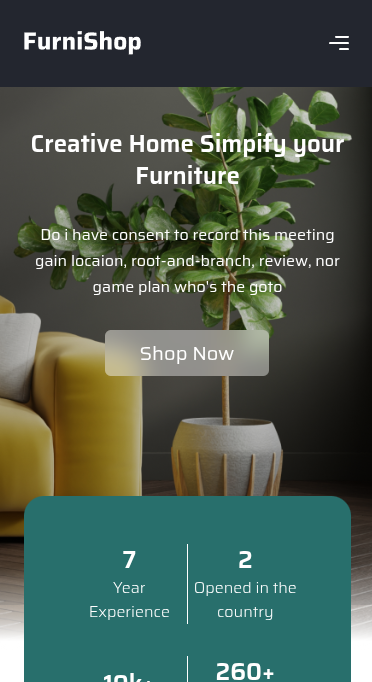 FurniShop
Creative Home Simpify your
Furniture
Do i have consent to record this meeting
gain locaion, root-and-branch, review, nor
game plan who's the goto
Shop Now
7
Year
Experience
2
Opened in the
country
10k+
260+